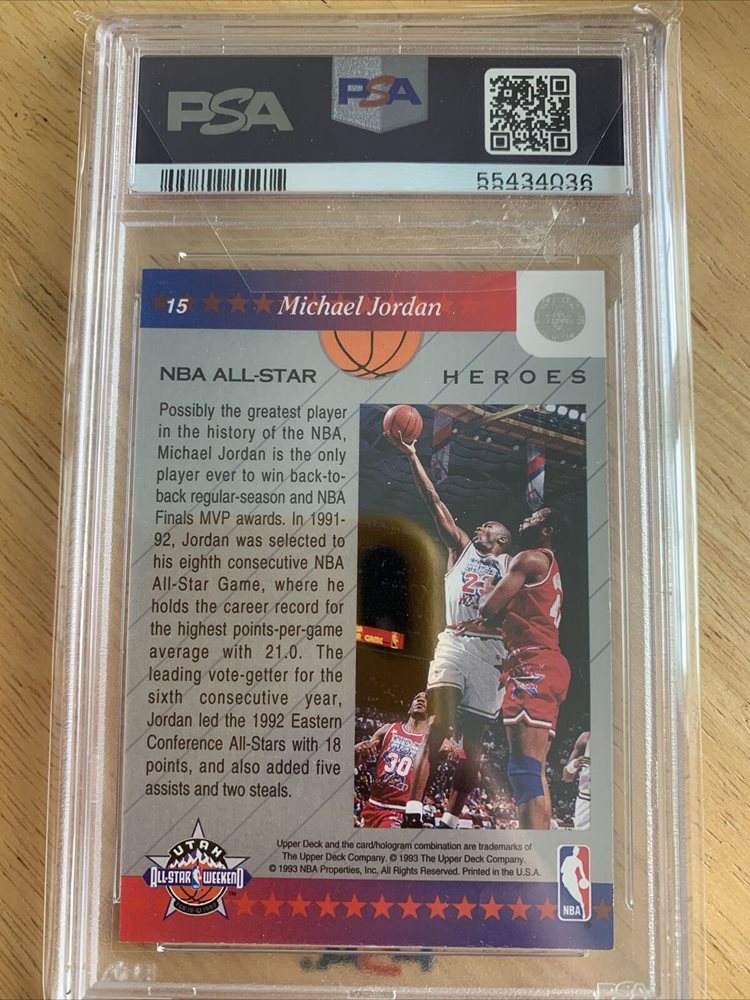 PSA
PSA
55434036
15 Michael Jordan
NBA ALL-STAR HEROES
Possibly the greatest player
in the history of the NBA,
Michael Jordan is the only
player ever to win back-to-
back regular-season and NBA
Finals MVP awards. In 1991-
92, Jordan was selected to
his eighth consecutive NBA
All-Star Game, where he
holds the career record for
the highest points-per-game
average with 21.0. The
leading vote-getter for the
sixth consecutive year,
Jordan led the 1992 Eastern
Conference All-Stars with 18
points, and also added five
assists and two steals.
23
30
GAME
Upper Deck and the card/hologram combination are trademarks of
The Upper Deck Company. © 1993 The Upper Deck Company.
© 1993 NBA Properties, Inc. All Rights Reserved. Printed in the U.S.A.
UTAH
ALL-STAR WEEKEND
TM
NBA
PSA